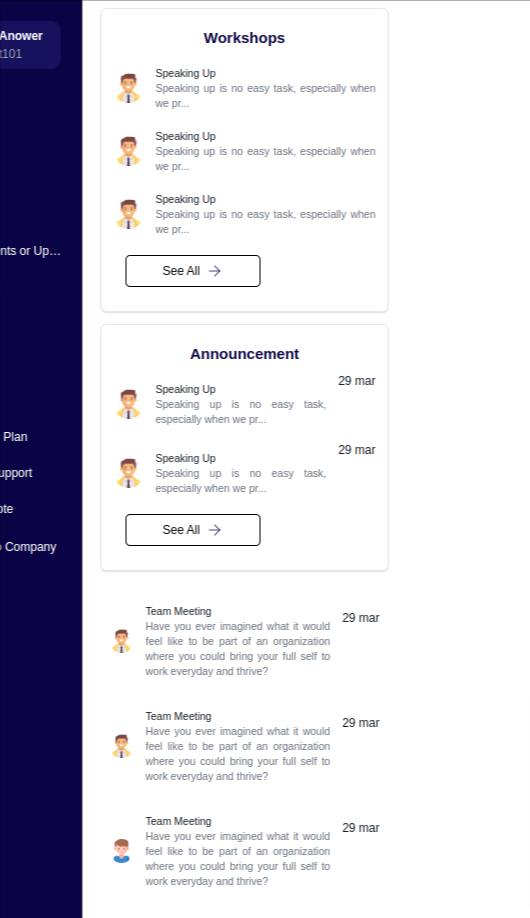 Anower
t101
nts or Up...
Plan
upport
ote
Company
Workshops
Speaking Up
Speaking up is no easy task, especially when
we pr...
Speaking Up
Speaking up is no easy task, especially when
we pr...
Speaking Up
Speaking up is no easy task, especially when
we pr...
See All
Announcement
29 mar
Speaking Up
Speaking up is no easy task,
especially when we pr...
29 mar
Speaking Up
Speaking up is no easy task,
especially when we pr...
See All
Team Meeting
29 mar
Have you ever imagined what it would
feel like to be part of an organization
where you could bring your full self to
work everyday and thrive?
Team Meeting
29 mar
Have you ever imagined what it would
feel like to be part of an organization
where you could bring your full self to
work everyday and thrive?
Team Meeting
29 mar
Have you ever imagined what it would
feel like to be part of an organization
where you could bring your full self to
work everyday and thrive?